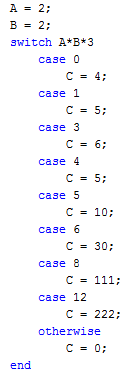 A = 2;
B = 2;
switch A*B*3
    case 0
        C = 4;
    case 1
        C = 5;
    case 3
        C = 6;
    case 4
        C = 5;
    case 5
        C = 10;
    case 6
        C = 30;
    case 8
        C = 111;
    case 12
        C = 222;
    otherwise
        C = 0;
end